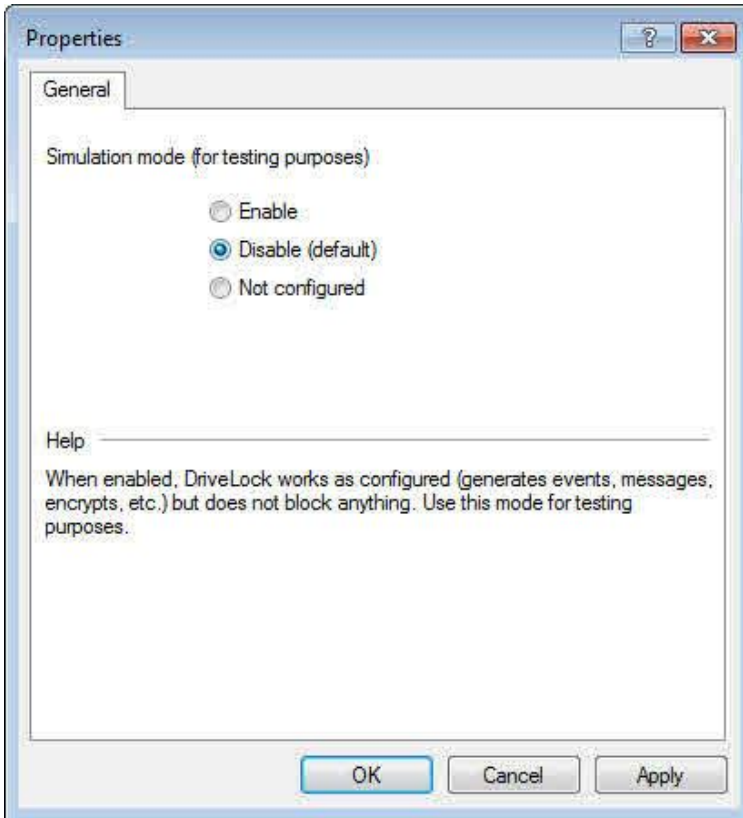 Properties
?
General
Simulation mode (for testing purposes)
Enable
Disable (default)
Not configured
Help
When enabled, DriveLock works as configured (generates events, messages,
encrypts, etc.) but does not block anything. Use this mode for testing
purposes.
OK Cancel Apply